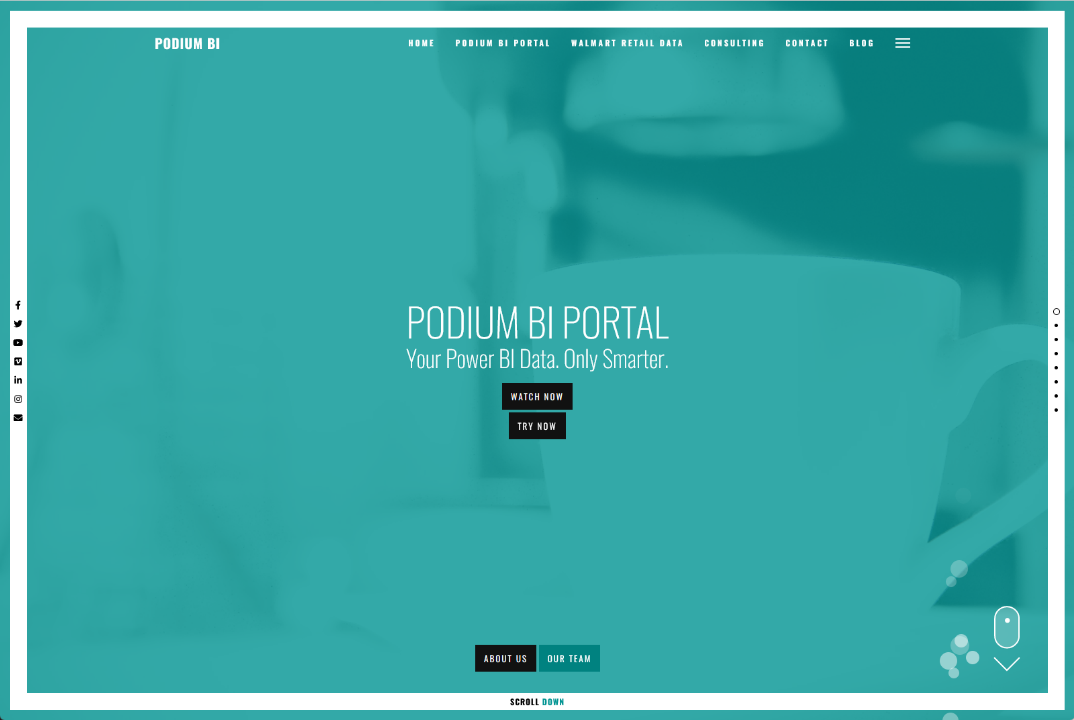 PODIUM BI
HOME PODIUM BI PORTAL WALMART RETAIL DATA CONSULTING CONTACT BLOG
PODIUM BI PORTAL
Your Power BI Data. Only Smarter.
WATCH NOW
TRY NOW
ABOUT US OUR TEAM
SCROLL DOWN